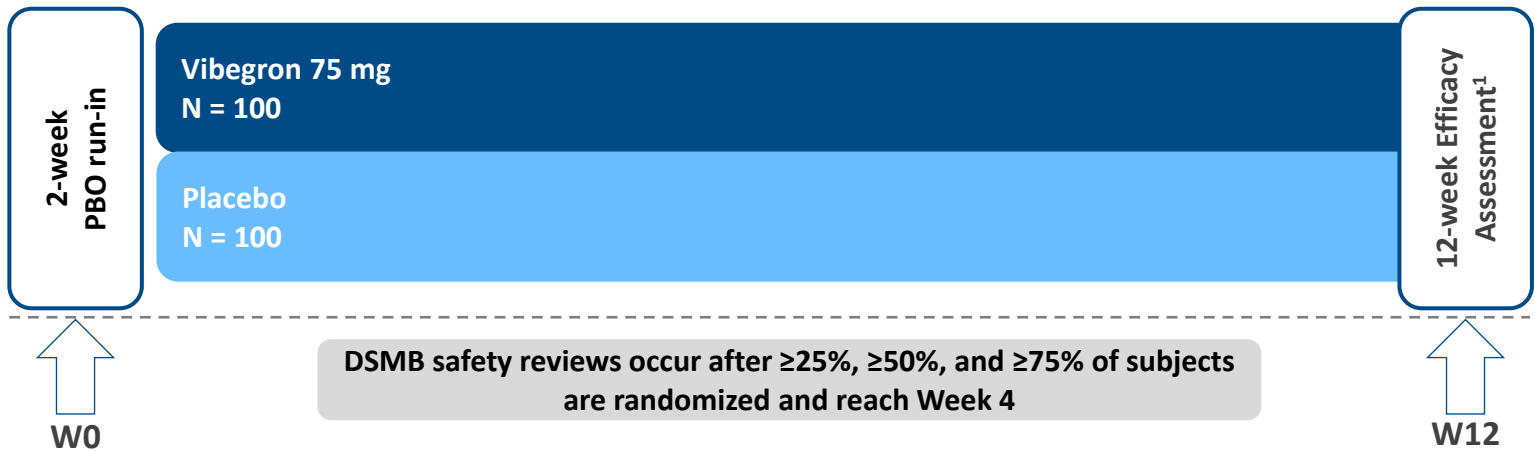 2-week
PBO run-in
Vibegron 75 mg
N = 100
Placebo
N = 100
12-week Efficacy
Assessment¹
DSMB safety reviews occur after ≥25%, ≥50%, and ≥75% of subjects
are randomized and reach Week 4
W0
W12